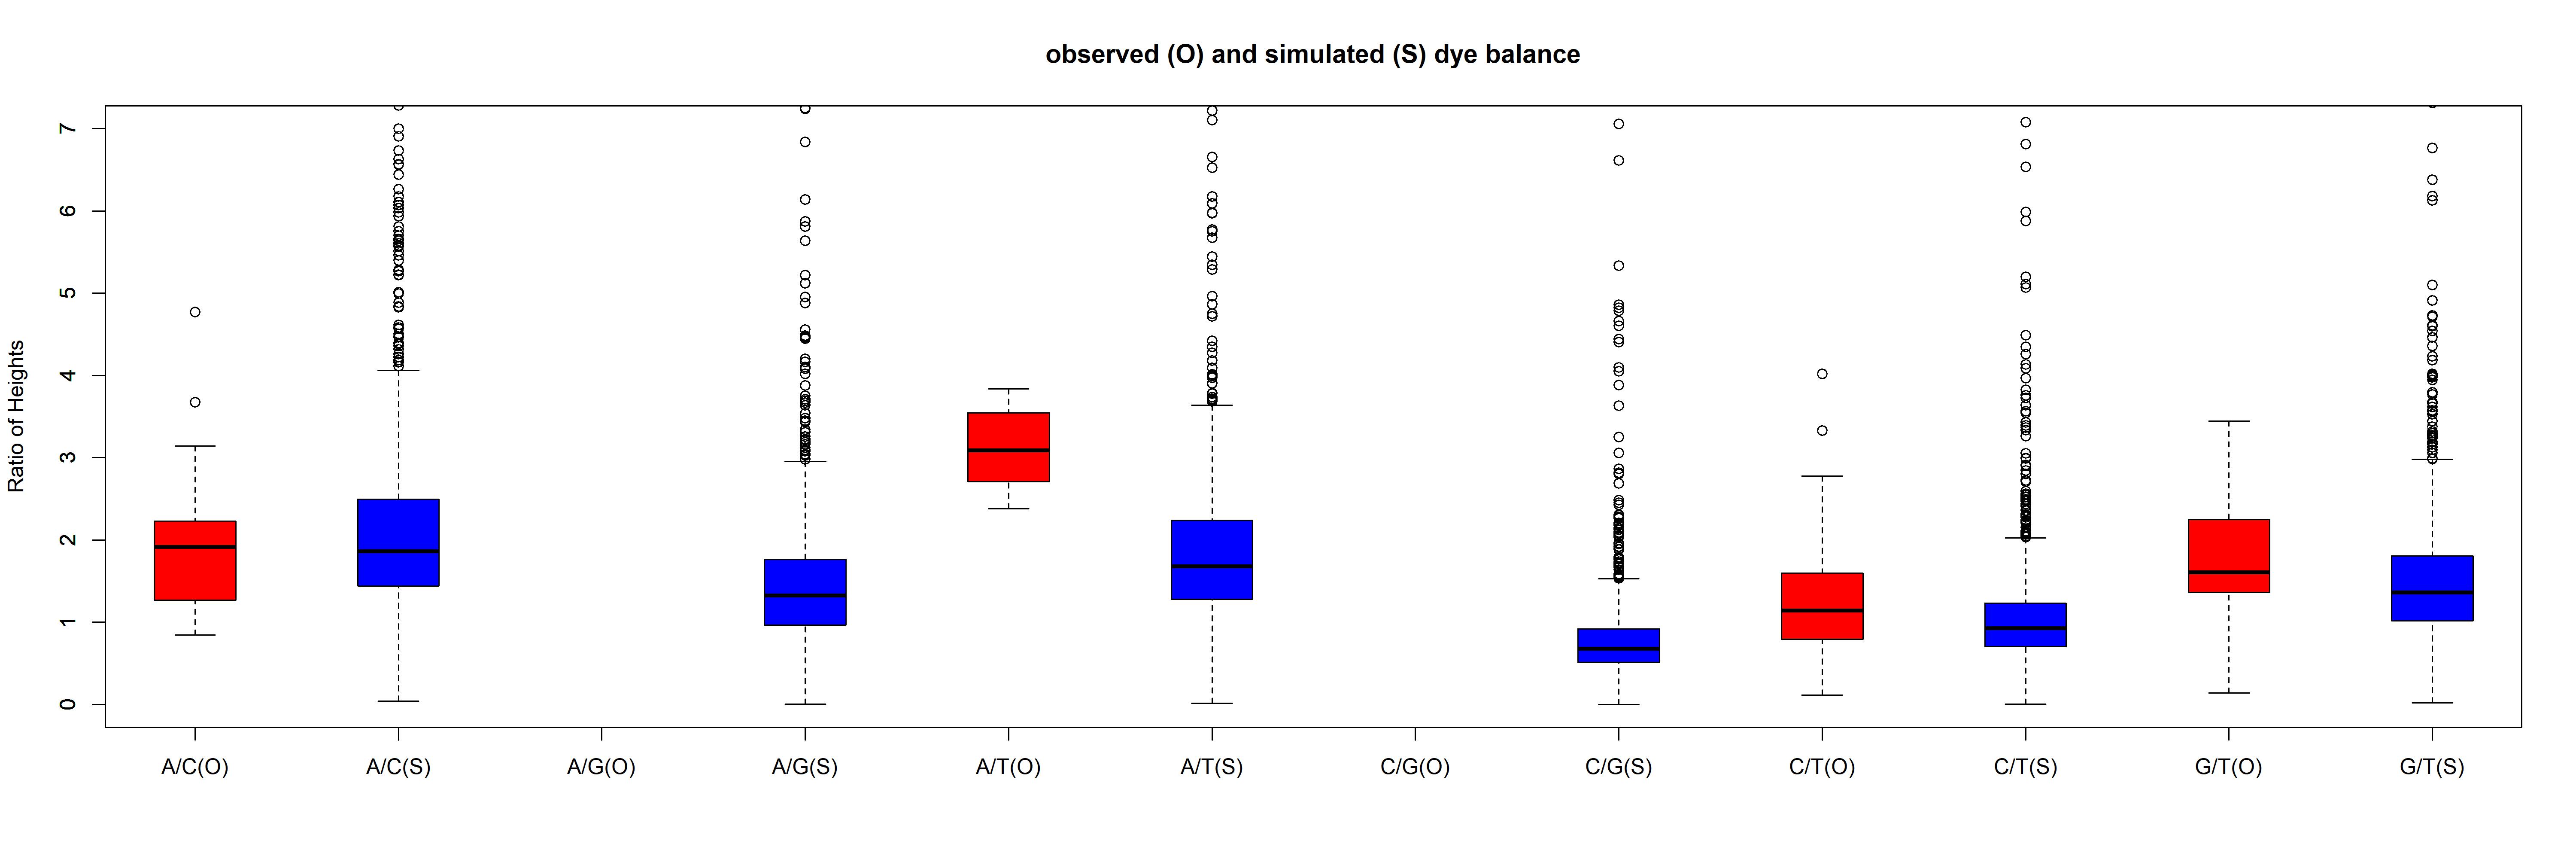 observed (O) and simulated (S) dye balance
Ratio of Heights
7
6
5
4
3
2
1
0
A/C(O) A/C(S) A/G(O) A/G(S) A/T(O) A/T(S) C/G(O) C/G(S) C/T(O) C/T(S) G/T(O) G/T(S)